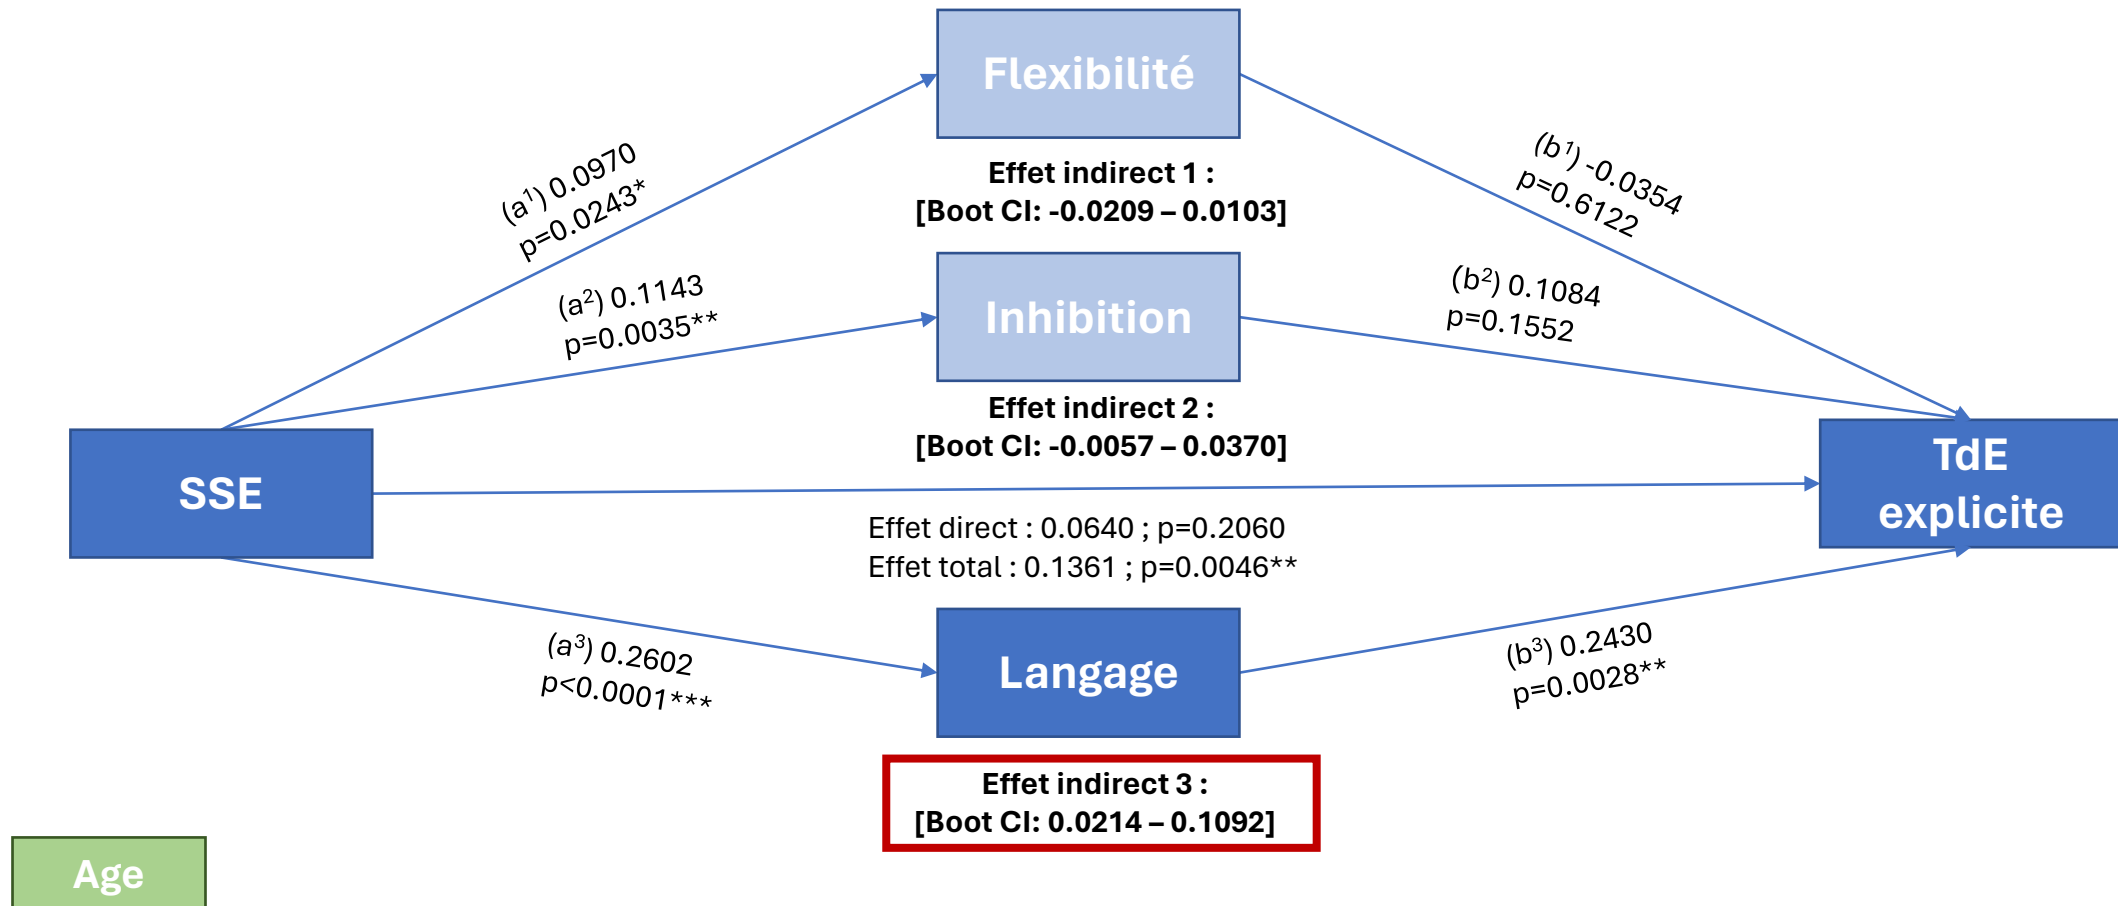 Flexibilité
(a¹) 0.0970
p=0.0243*
Effet indirect 1 :
[Boot CI: -0.0209 – 0.0103]
(b¹) -0.0354
p=0.6122
(a²) 0.1143
p=0.0035**
Inhibition
(b²) 0.1084
p=0.1552
Effet indirect 2 :
[Boot CI: -0.0057 – 0.0370]
SSE
TdE
explicite
Effet direct : 0.0640 ; p=0.2060
Effet total : 0.1361 ; p=0.0046**
(a³) 0.2602
p<0.0001***
Langage
(b³) 0.2430
p=0.0028**
Effet indirect 3 :
[Boot CI: 0.0214 – 0.1092]
Age